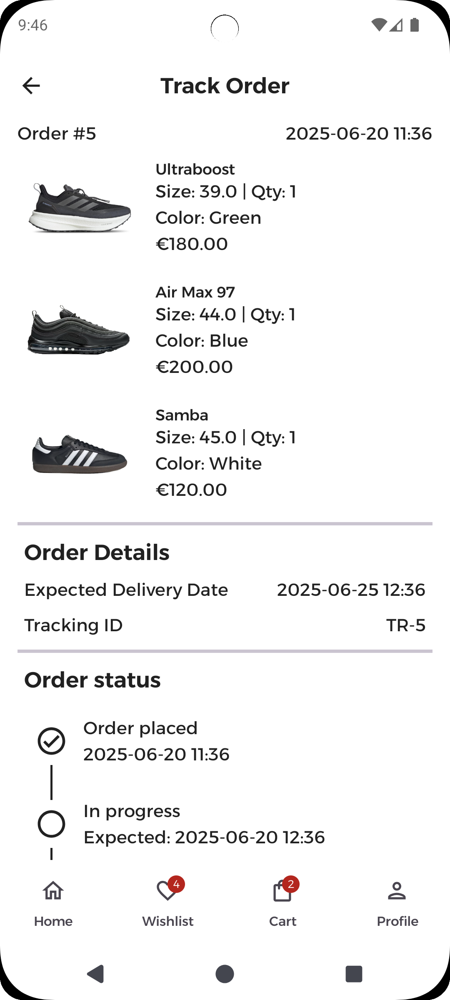 9:46
Track Order
Order #5 2025-06-20 11:36
Ultraboost
Size: 39.0 | Qty: 1
Color: Green
€180.00
Air Max 97
Size: 44.0 | Qty: 1
Color: Blue
€200.00
Samba
Size: 45.0 | Qty: 1
Color: White
€120.00
Order Details
Expected Delivery Date 2025-06-25 12:36
Tracking ID TR-5
Order status
Order placed
2025-06-20 11:36
In progress
Expected: 2025-06-20 12:36
4 2
Home Wishlist Cart Profile